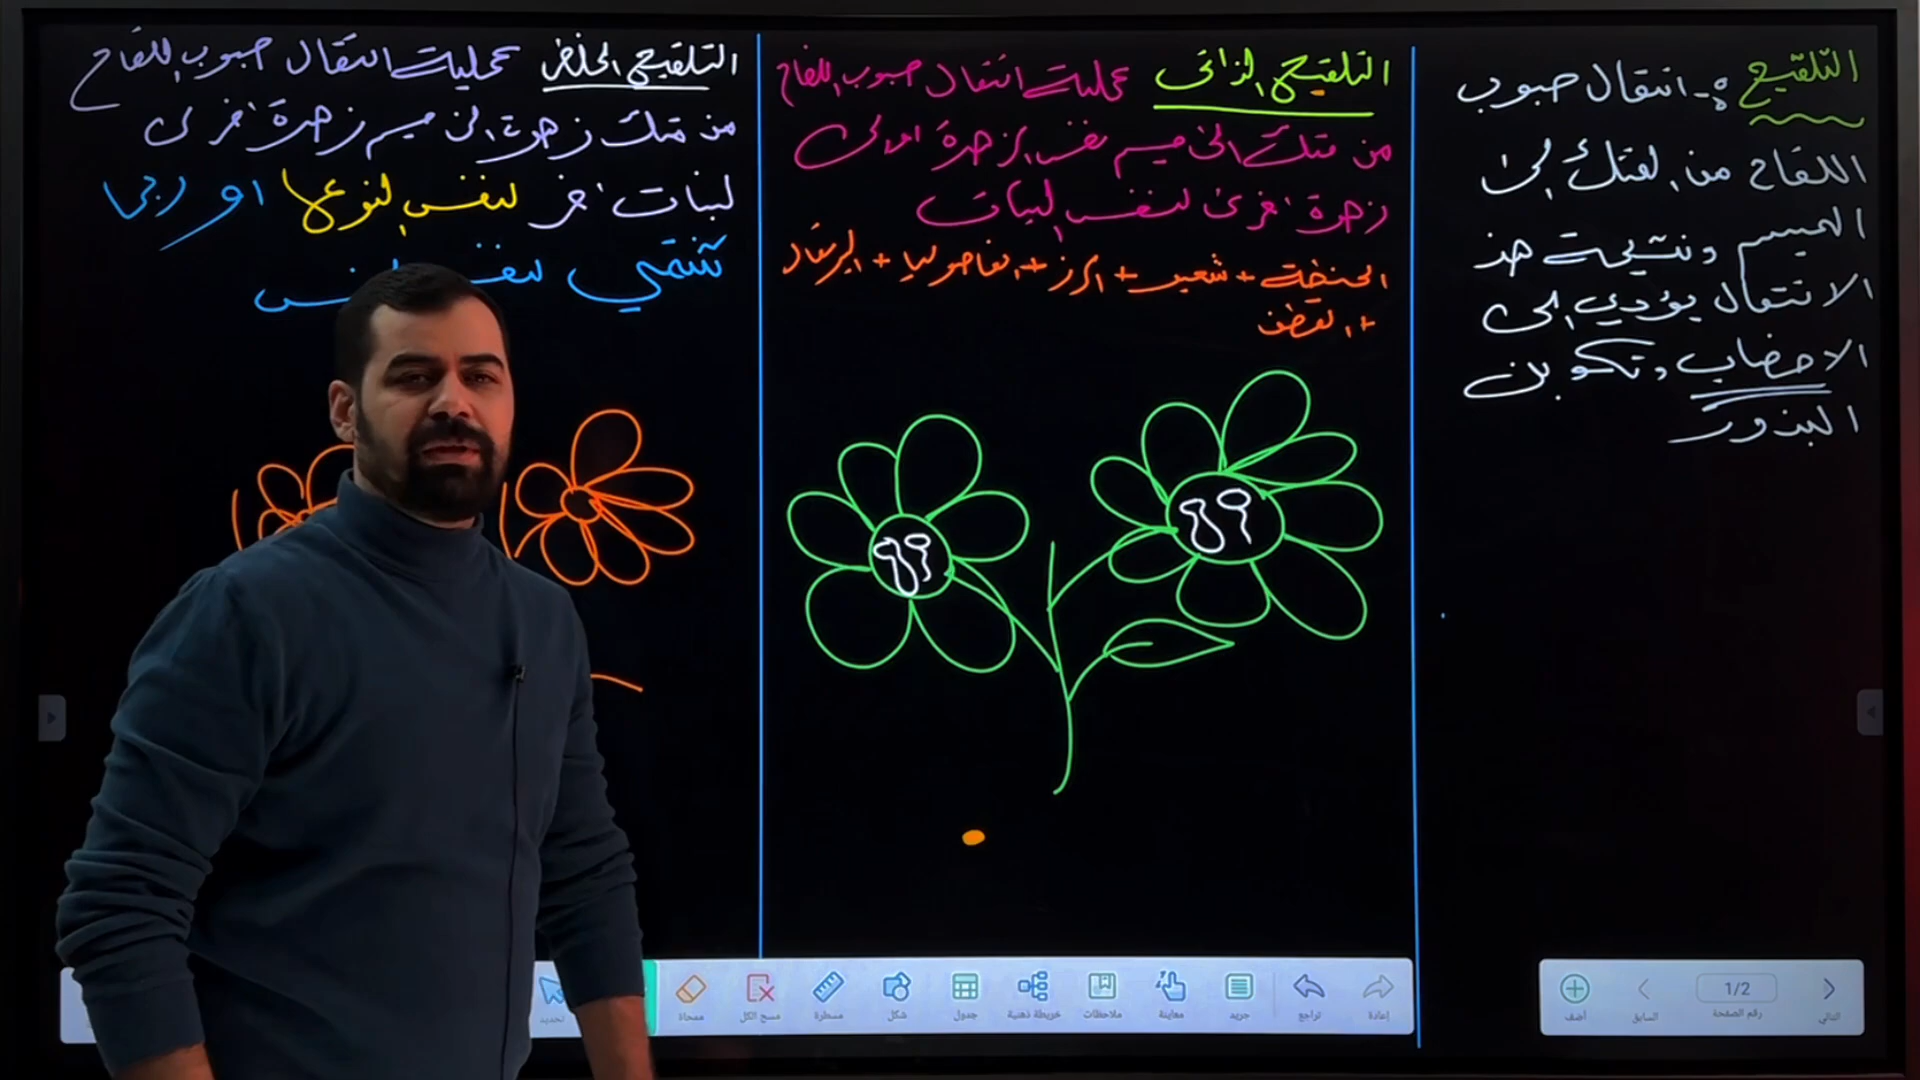 التلقيح :- انتقال حبوب
اللقاح من المتك الى
الميسم ونتيجة هذ
الانتقال يؤدي الى
الاخصاب وتكوين
البذور
التلقيح الذاتي عملية انتقال حبوب اللقاح
من متك الى ميسم نفس الزهرة او الى
زهرة اخرى لنفس النبات
الحنطة + شعير + الرز + الفاصوليا + البرتقال
+ القطن
التلقيح الخلطي عملية انتقال حبوب اللقاح
من متك زهرة الى ميسم زهرة اخرى
لنبات اخر لنفس النوع او
تنتمي لنفس
تحديد
ممحاة
مسح الكل
مسطرة
شكل
جدول
خريطة ذهنية
ملاحظات
معاينة
تراجع
إعادة
أضف
السابق
1/2
رقم الصفحة
التالي